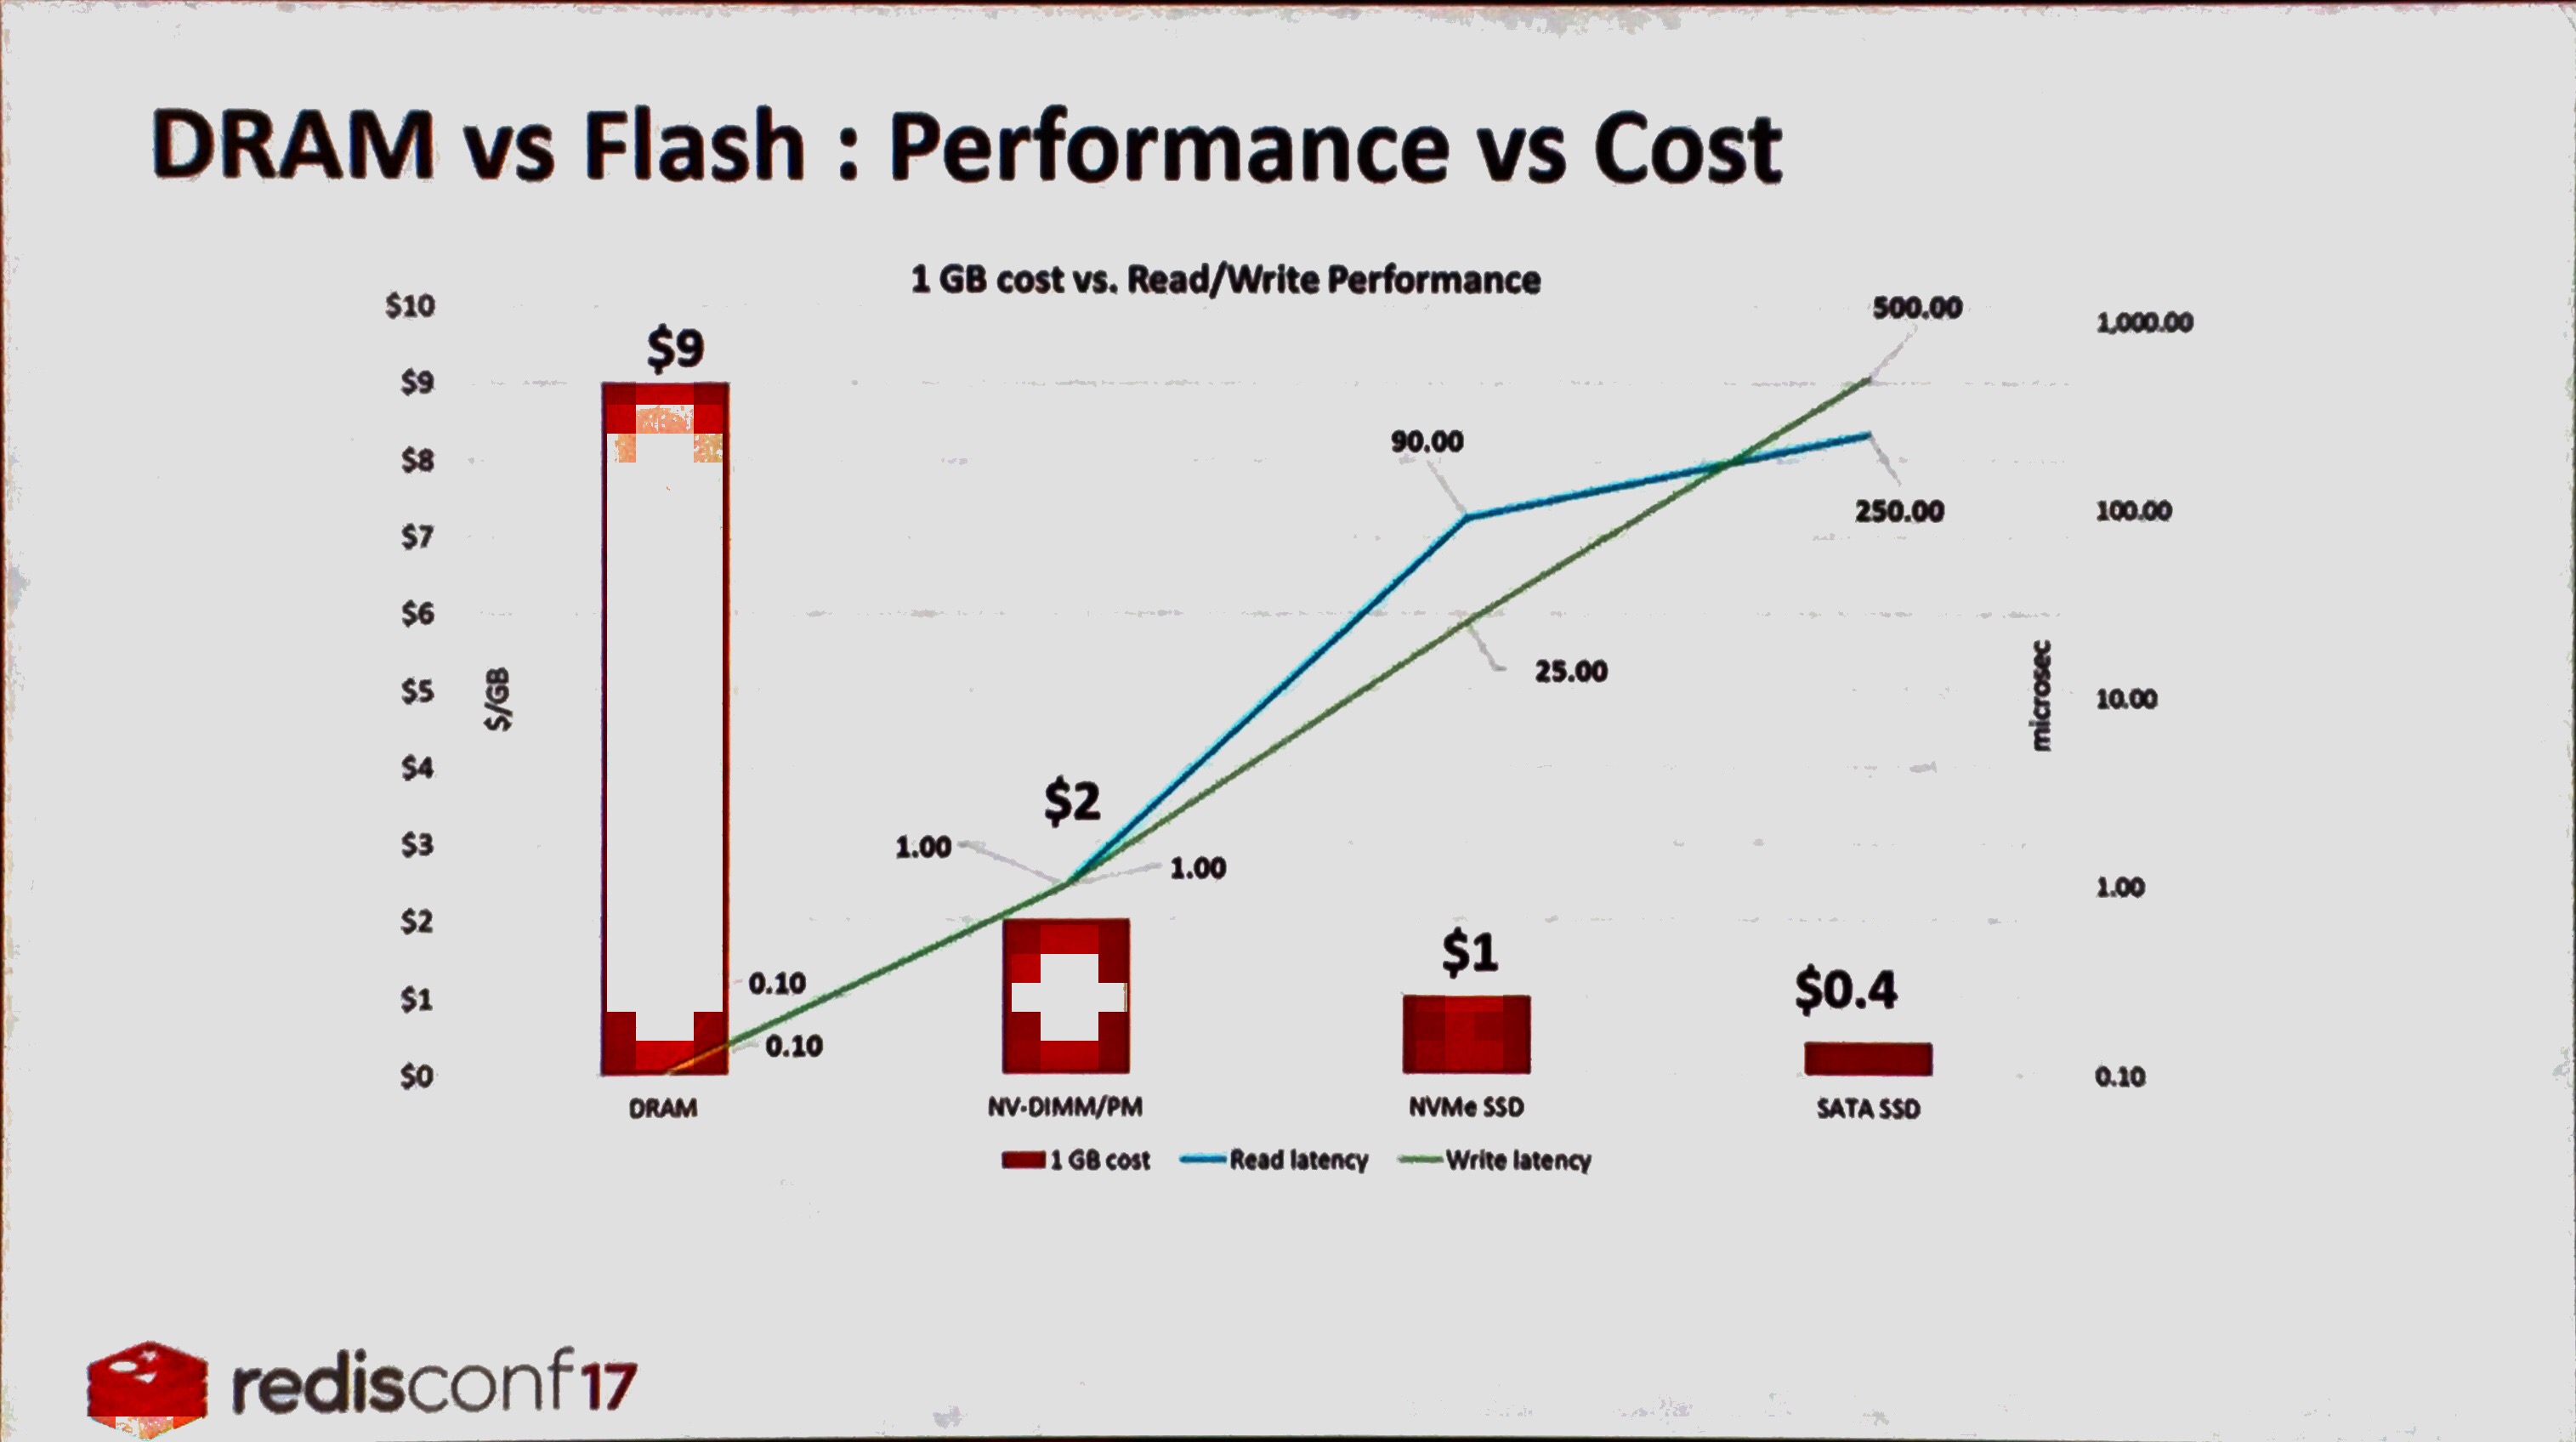 DRAM vs Flash : Performance vs Cost
1 GB cost vs. Read/Write Performance
$10
$9
$8
$7
$6
$5
$4
$3
$2
$1
$0
$/GB
$9
$2
$1
$0.4
0.10
0.10
1.00
1.00
90.00
25.00
500.00
250.00
1,000.00
100.00
10.00
1.00
0.10
microsec
DRAM
NV-DIMM/PM
NVMe SSD
SATA SSD
1 GB cost
Read latency
Write latency
redisconf17